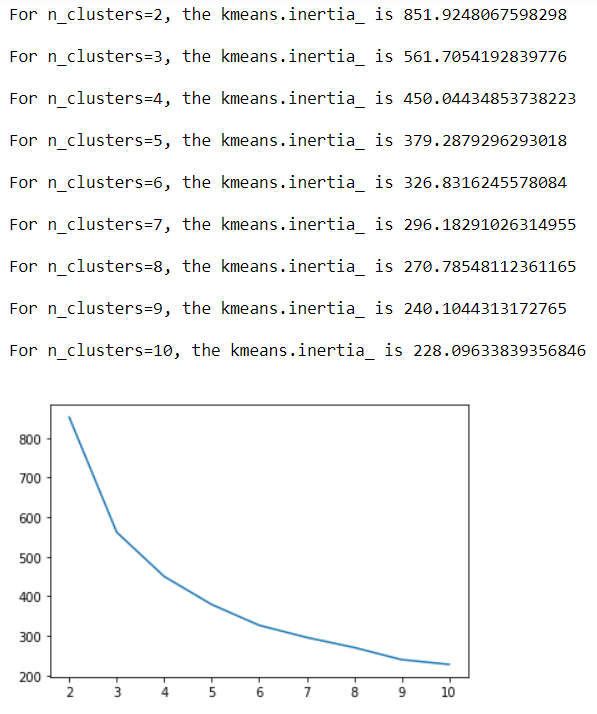 For n_clusters=2, the kmeans.inertia_ is 851.9248067598298
For n_clusters=3, the kmeans.inertia_ is 561.7054192839776
For n_clusters=4, the kmeans.inertia_ is 450.04434853738223
For n_clusters=5, the kmeans.inertia_ is 379.2879296293018
For n_clusters=6, the kmeans.inertia_ is 326.8316245578084
For n_clusters=7, the kmeans.inertia_ is 296.18291026314955
For n_clusters=8, the kmeans.inertia_ is 270.78548112361165
For n_clusters=9, the kmeans.inertia_ is 240.1044313172765
For n_clusters=10, the kmeans.inertia_ is 228.09633839356846
800
700
600
500
400
300
200
2 3 4 5 6 7 8 9 10